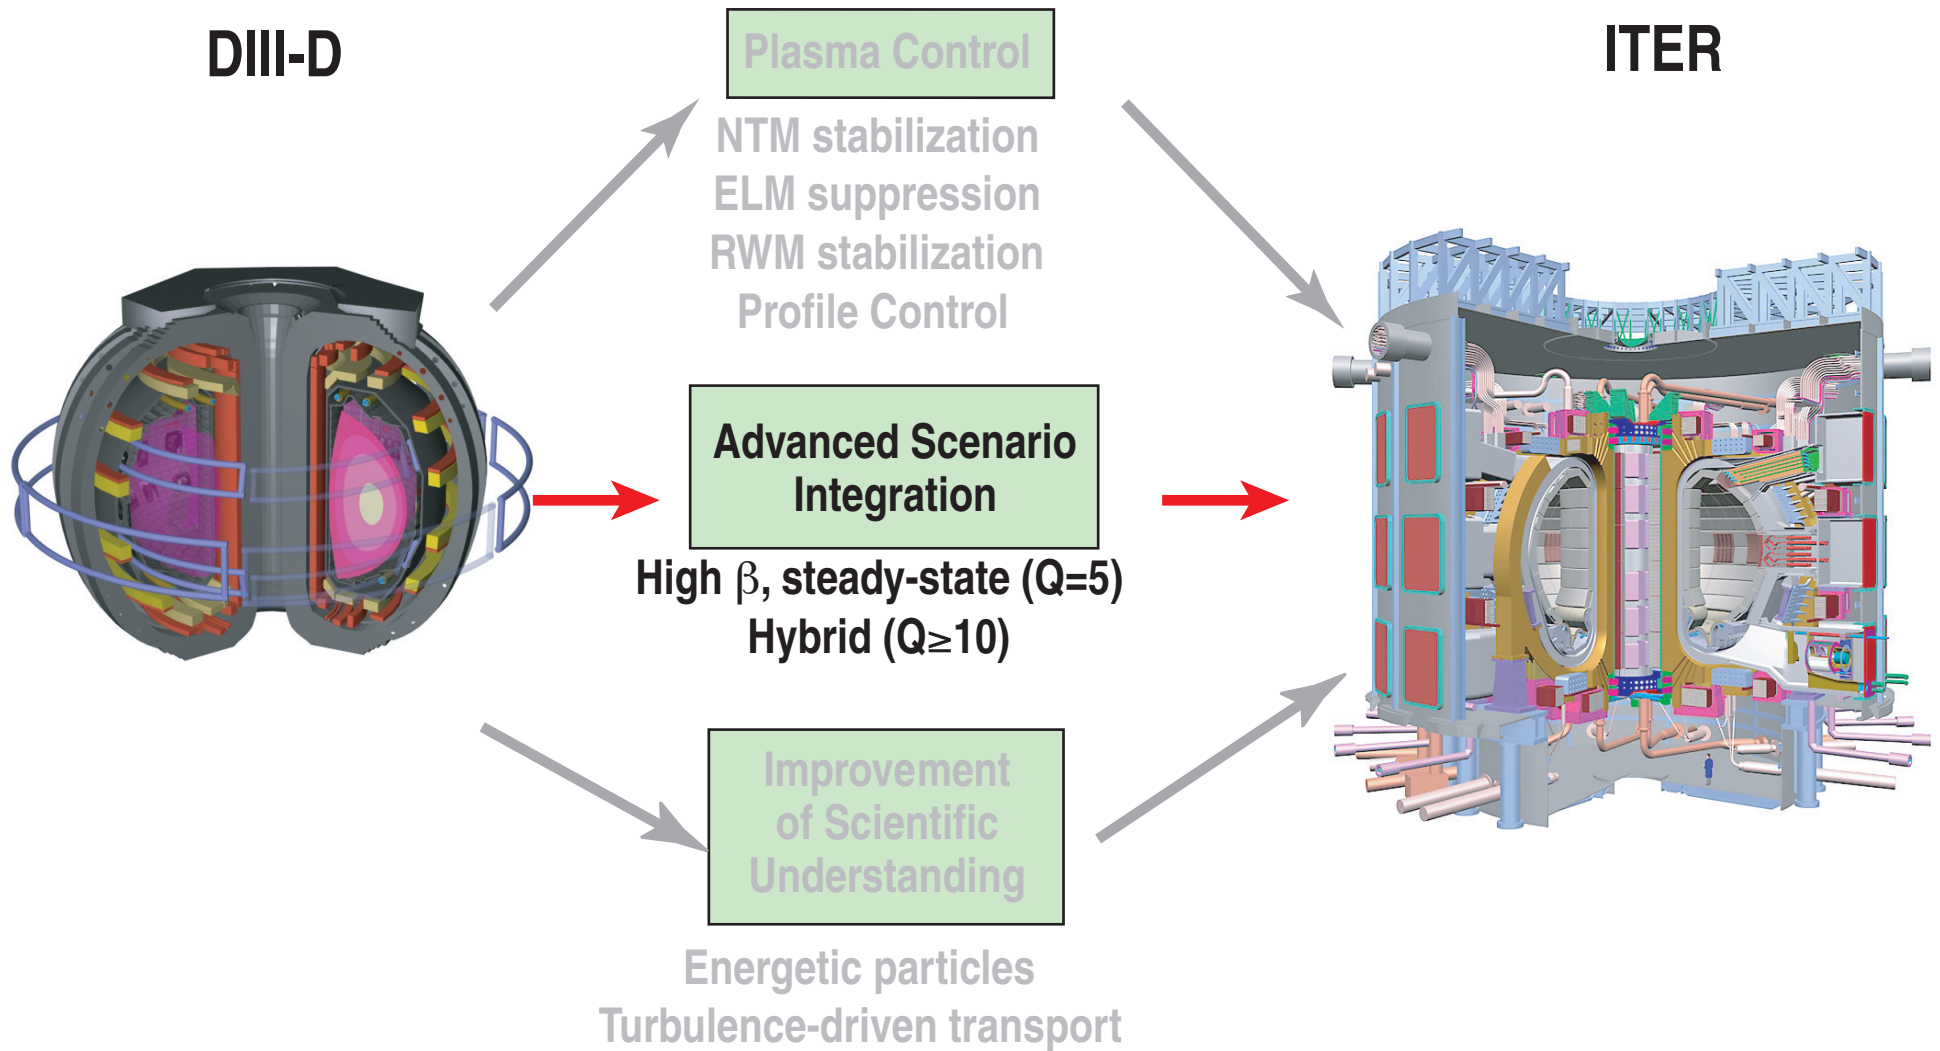 DIII-D
Plasma Control
ITER
NTM stabilization
ELM suppression
RWM stabilization
Profile Control
Advanced Scenario
Integration
High β, steady-state (Q=5)
Hybrid (Q≥10)
Improvement
of Scientific
Understanding
Energetic particles
Turbulence-driven transport